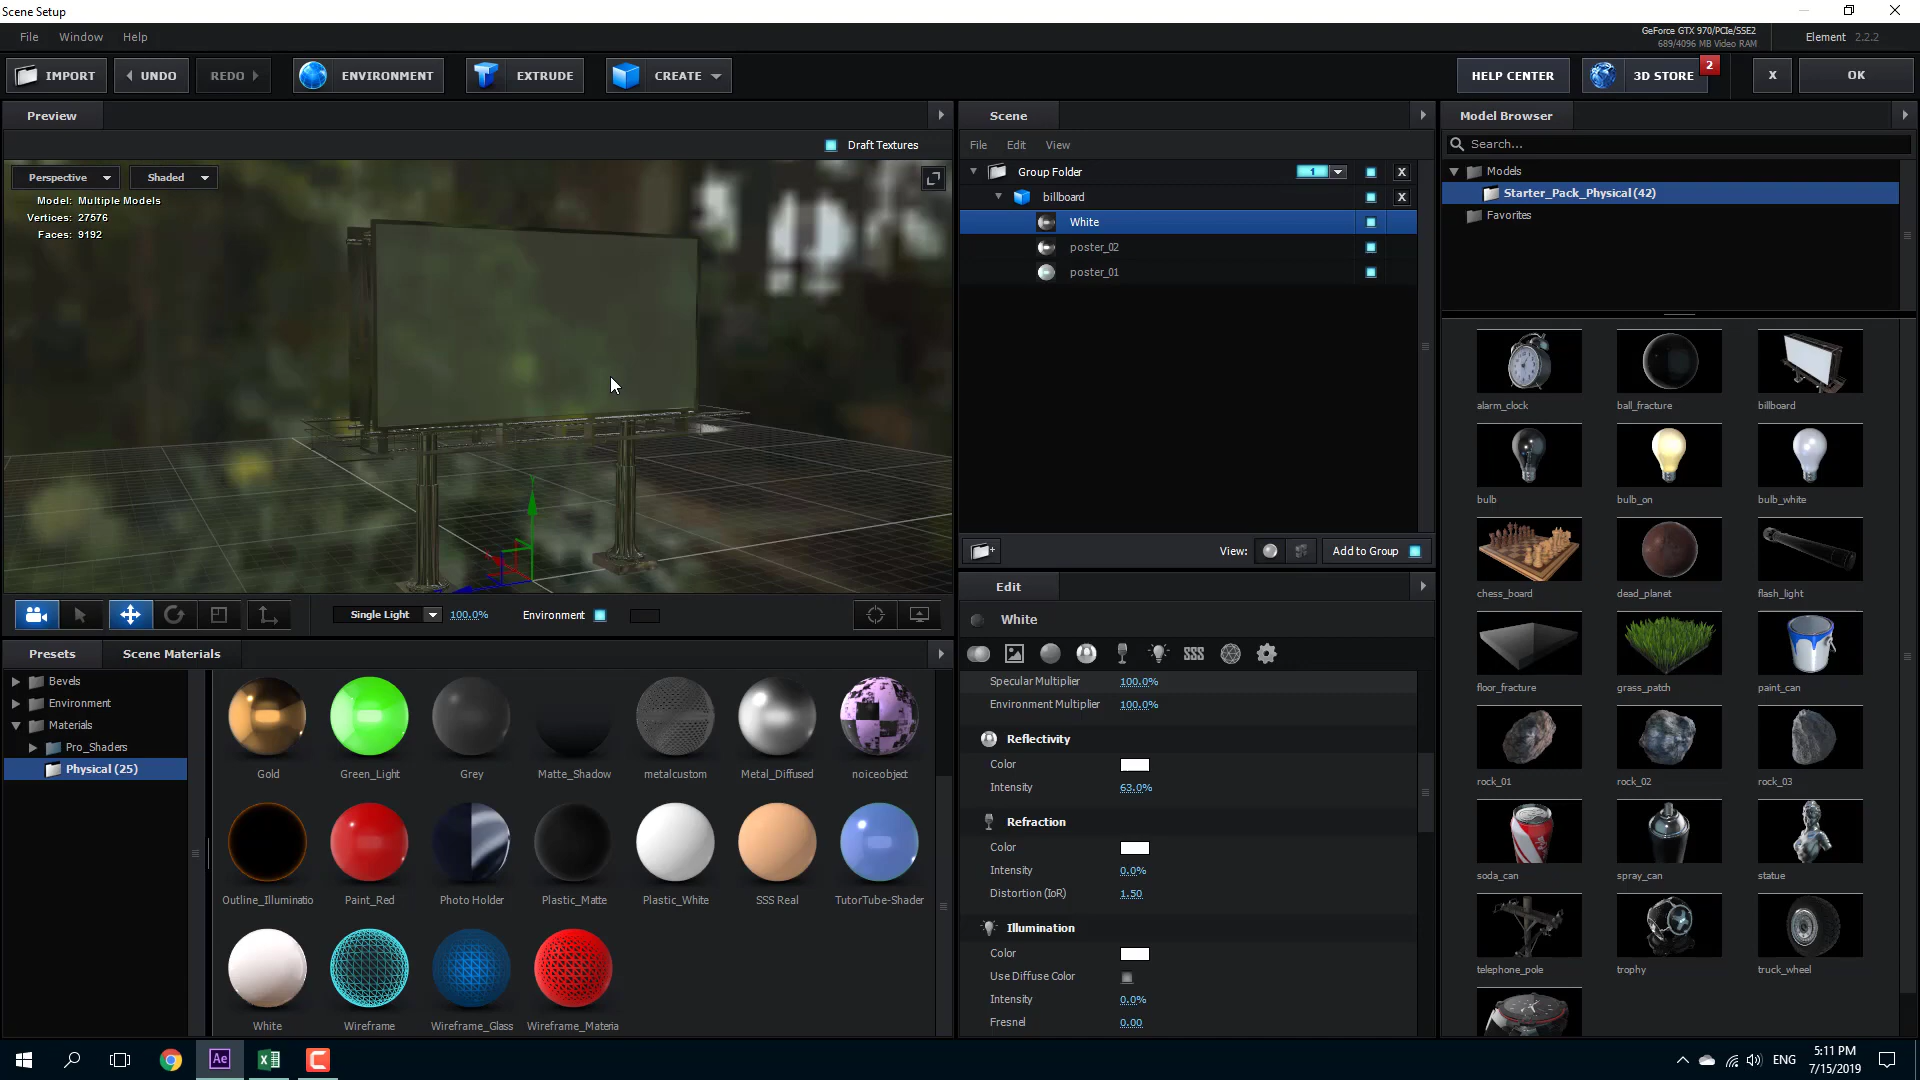 Scene Setup
File Window Help
GeForce GTX 970/PCIe/SSE2
689/4096 MB Video RAM
Element 2.2.2
IMPORT
UNDO
REDO
ENVIRONMENT
EXTRUDE
CREATE
HELP CENTER
3D STORE
2
X
OK
Preview
Draft Textures
Perspective
Shaded
Model: Multiple Models
Vertices: 27576
Faces: 9192
Single Light
100.0%
Environment
Scene
File Edit View
Group Folder
1
X
billboard
X
White
poster_02
poster_01
View:
Add to Group
Model Browser
Search...
Models
Starter_Pack_Physical (42)
Favorites
alarm_clock
ball_fracture
billboard
bulb
bulb_on
bulb_white
chess_board
dead_planet
flash_light
floor_fracture
grass_patch
paint_can
rock_01
rock_02
rock_03
soda_can
spray_can
statue
telephone_pole
trophy
truck_wheel
Presets
Scene Materials
Bevels
Environment
Materials
Pro_Shaders
Physical (25)
Gold
Green_Light
Grey
Matte_Shadow
metalcustom
Metal_Diffused
noiceobject
Outline_Illuminatio
Paint_Red
Photo Holder
Plastic_Matte
Plastic_White
SSS Real
TutorTube-Shader
White
Wireframe
Wireframe_Glass
Wireframe_Materia
Edit
White
Specular Multiplier 100.0%
Environment Multiplier 100.0%
Reflectivity
Color
Intensity 63.0%
Refraction
Color
Intensity 0.0%
Distortion (IoR) 1.50
Illumination
Color
Use Diffuse Color
Intensity 0.0%
Fresnel 0.00
Ae
ENG
5:11 PM
7/15/2019